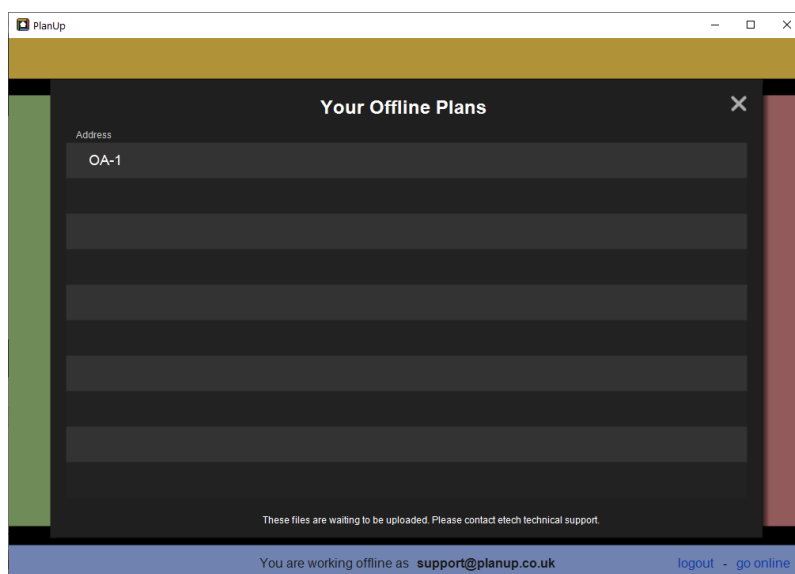 PlanUp
Your Offline Plans
Address
OA-1
These files are waiting to be uploaded. Please contact etech technical support.
You are working offline as support@planup.co.uk
logout - go online